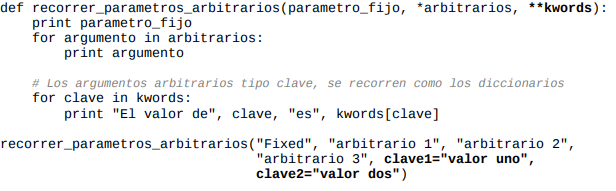 def recorrer_parametros_arbitrarios(parametro_fijo, *arbitrarios, **kwords):
    print parametro_fijo
    for argumento in arbitrarios:
        print argumento

    # Los argumentos arbitrarios tipo clave, se recorren como los diccionarios
    for clave in kwords:
        print "El valor de", clave, "es", kwords[clave]

recorrer_parametros_arbitrarios("Fixed", "arbitrario 1", "arbitrario 2",
                                "arbitrario 3", clave1="valor uno",
                                clave2="valor dos")